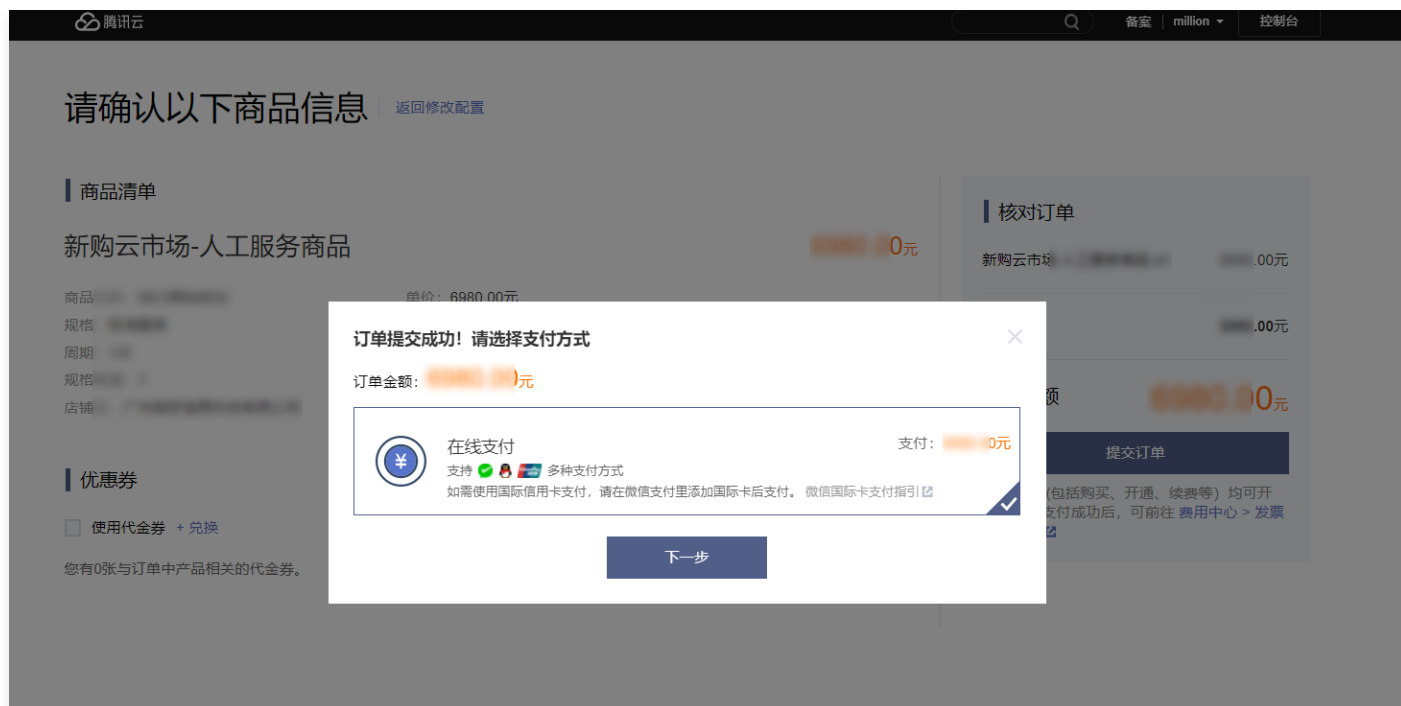 腾讯云
备案 million 控制台
请确认以下商品信息 返回修改配置
商品清单
新购云市场-人工服务商品
0元
商品
单价：6980.00元
规格
周期
规格
店铺
优惠券
使用代金券 + 兑换
您有0张与订单中产品相关的代金券。
订单提交成功！请选择支付方式
订单金额：
元
在线支付
支付：
0元
支持 多种支付方式
如需使用国际信用卡支付，请在微信支付里添加国际卡后支付。 微信国际卡支付指引
下一步
核对订单
新购云市
.00元
.00元
额
0元
提交订单
(包括购买、开通、续费等）均可开
支付成功后，可前往 费用中心 > 发票